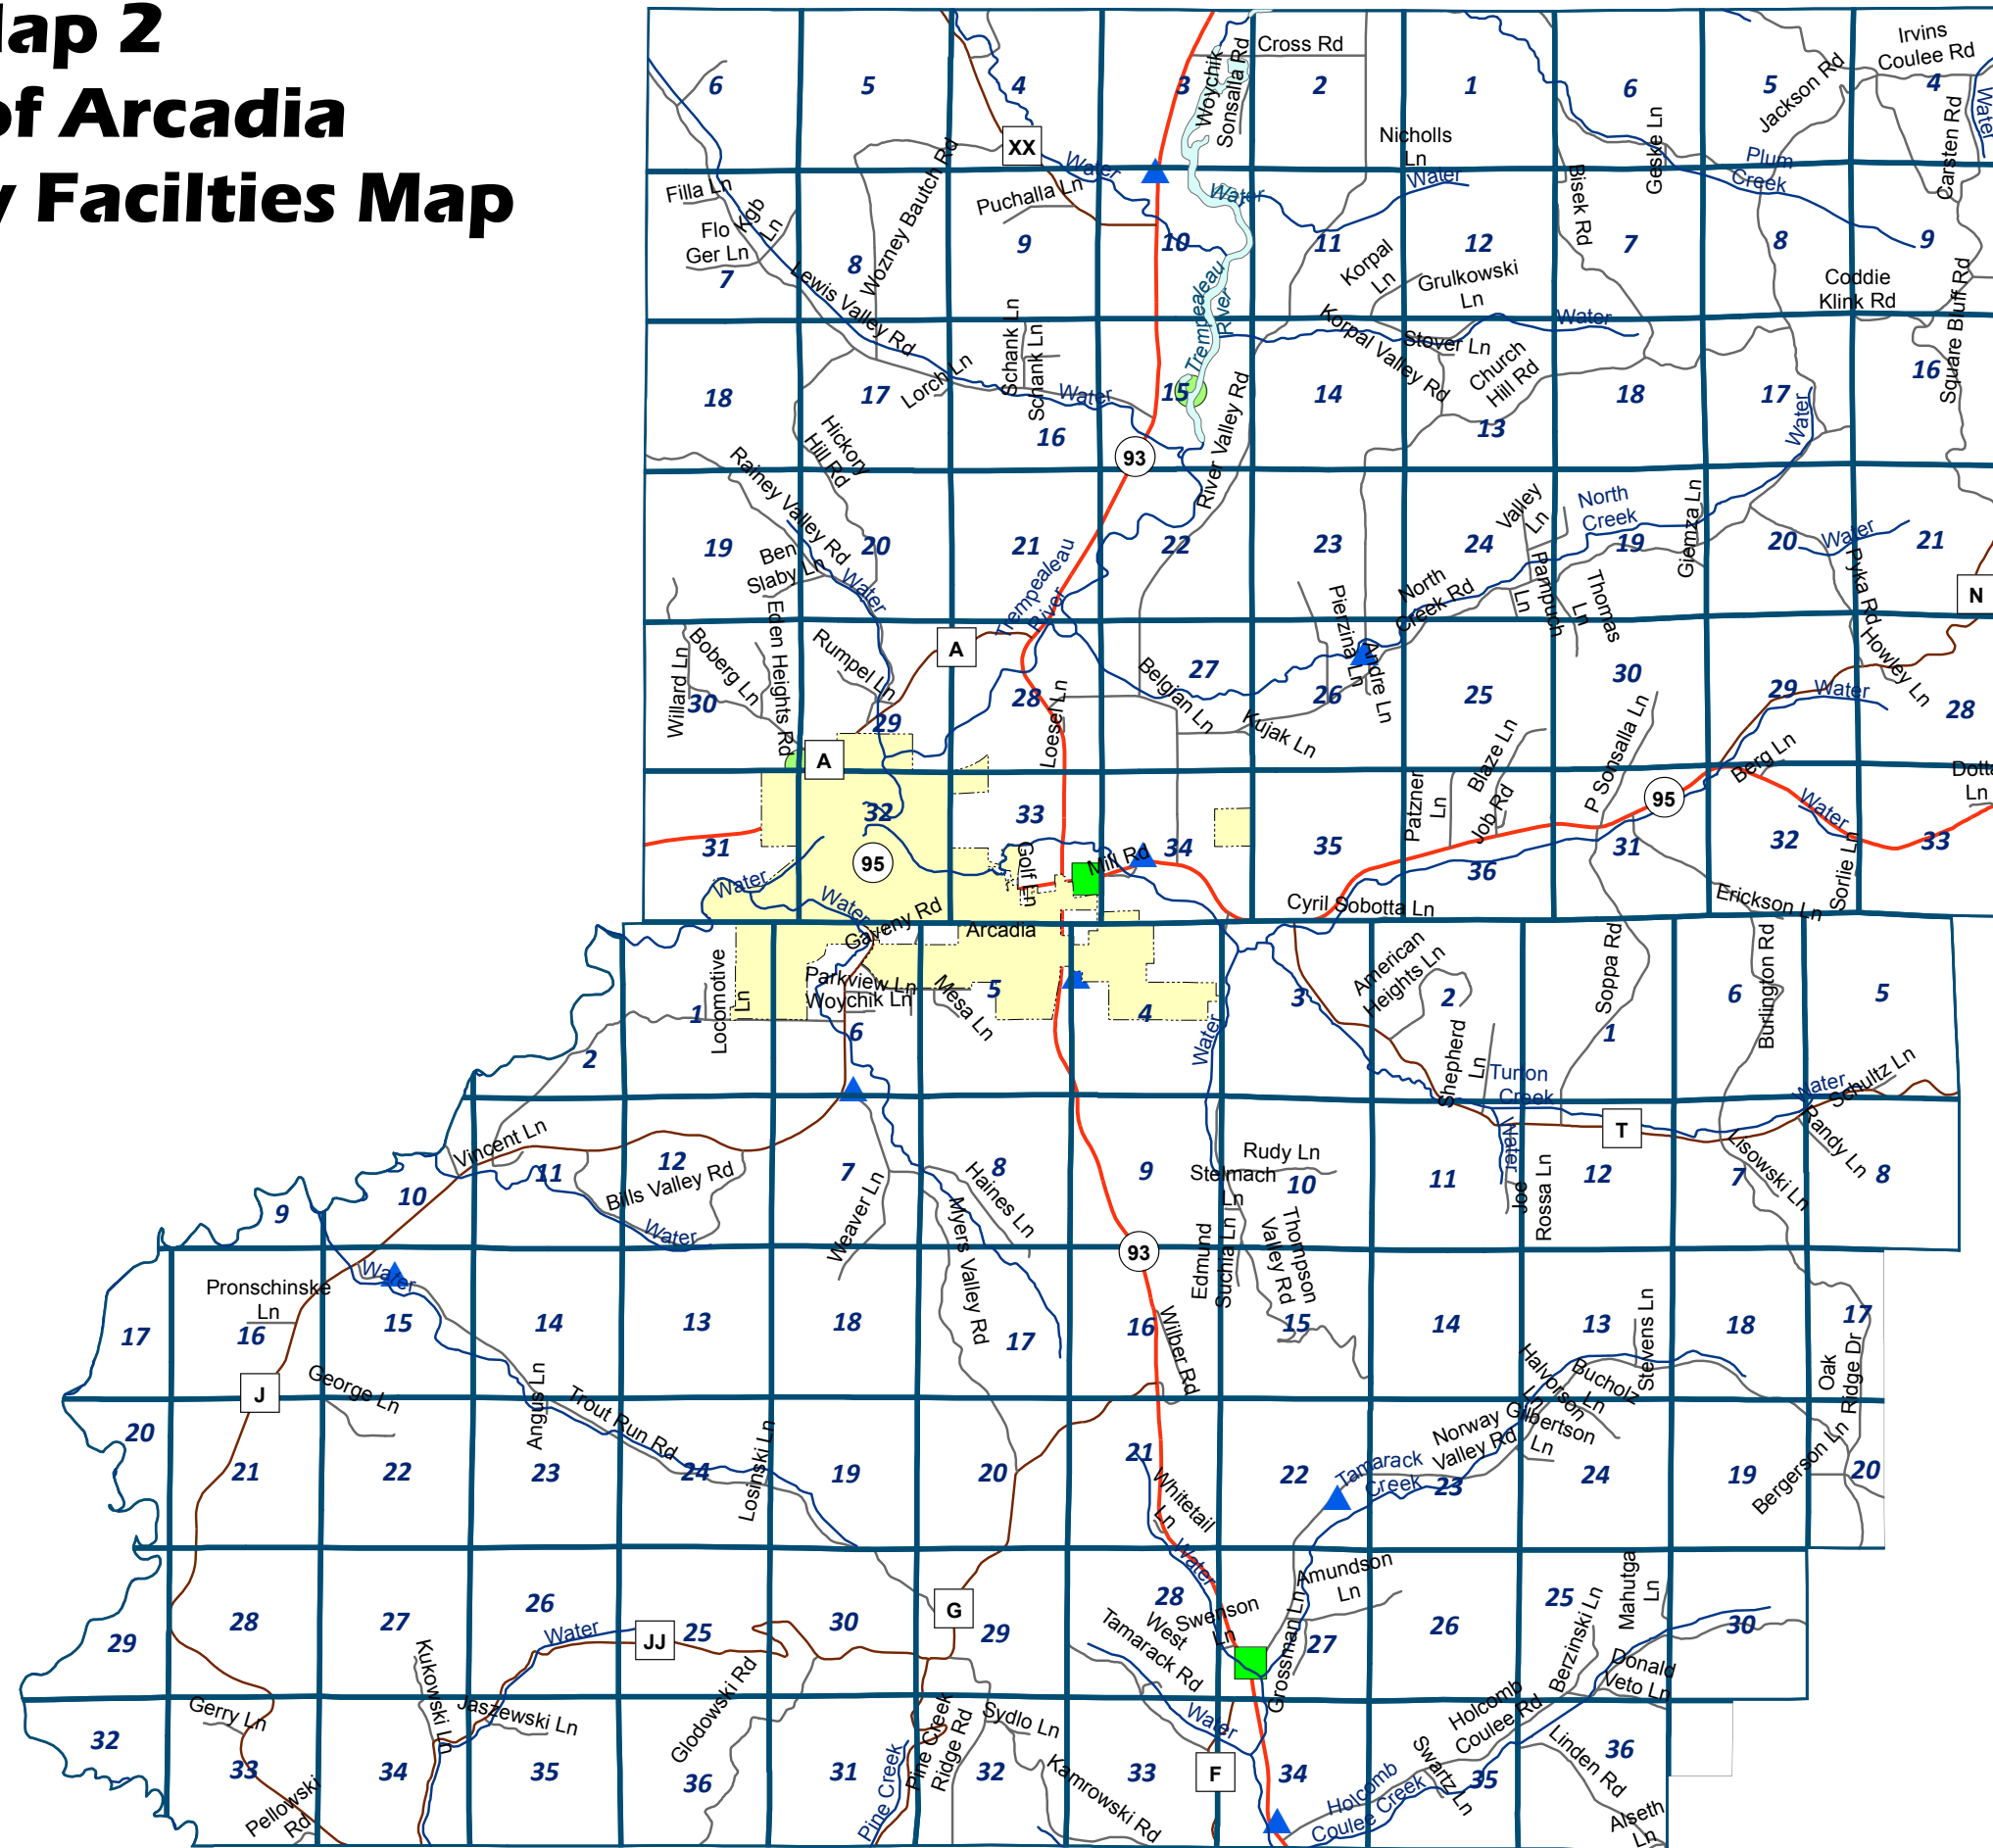 Map 2
of Arcadia
y Facilties Map
Cross Rd
Woychik
Sonsalla Rd
Irvins
Coulee Rd
Jackson Rd
Carsten Rd
Water
6
5
4
3
2
1
6
5
4
XX
Nicholls
Ln
Geske Ln
Plum
Creek
Water
Water
Water
Filla Ln
Kgb
Ln
Flo
Ger Ln
Wozney Bautch Rd
Puchalla Ln
Bisek Rd
7
8
9
10
11
12
7
8
9
Korpal
Ln
Grulkowski
Ln
Coddie
Klink Rd
Square Bluff Rd
Lewis Valley Rd
Trempealeau
River
Schank Ln
Schank Ln
Lorch Ln
Water
Korpal Valley Rd
Stover Ln
Water
Church
Hill Rd
18
17
16
15
14
13
18
17
16
Water
Hickory
Hill Rd
93
River Valley Rd
Rainey Valley Rd
Valley
Ln
North
Creek
Giemza Ln
19
20
21
22
23
24
19
20
21
Water
Ben
Slaby Ln
Water
Trempealeau
River
North
Creek Rd
Pampuch
Ln
Thomas
Ln
Pyka Rd
N
Eden Heights Rd
Willard Ln
Boberg Ln
Rumpel Ln
A
Belgian Ln
Pierzina Ln
Andre Ln
Howley Ln
30
29
28
27
26
25
30
29
28
Water
Loesel Ln
Kujak Ln
Blaze Ln
P Sonsalla Ln
Berg Ln
A
Patzner
Ln
Job Rd
95
Water
Dotta
Ln
31
32
33
34
35
36
31
32
33
95
Golf Ln
Mill Rd
Water
Water
Gaveny Rd
Arcadia
Cyril Sobotta Ln
Erickson Ln
Sorlie Ln
Locomotive
Ln
Parkview Ln
Woychik Ln
Mesa Ln
American
Heights Ln
Soppa Rd
Burlington Rd
2
1
6
5
4
3
2
1
6
5
Water
Shepherd
Ln
Turton
Creek
Water
Schultz Ln
T
Water
Randy Ln
Vincent Ln
Bills Valley Rd
Water
Weaver Ln
Haines Ln
Myers Valley Rd
Rudy Ln
Stelmach
Ln
Joe
Rossa Ln
Lisowski Ln
9
10
11
12
7
8
9
10
11
12
7
8
93
Edmund
Suchla Ln
Thompson
Valley Rd
Water
Pronschinske
Ln
17
16
15
14
13
18
17
16
15
14
13
18
17
Wilber Rd
Stevens Ln
Oak
Ridge Dr
J
George Ln
Angus Ln
Trout Run Rd
Losinski Ln
Halvorson
Ln
Bucholz
Ln
Norway
Valley Rd
Gilbertson
Ln
Bergerson Ln
20
21
22
23
24
19
20
21
22
23
24
19
20
Tamarack
Creek
Whitetail
Ln
Water
Amundson
Ln
Mahutga
Ln
29
28
27
26
25
30
29
28
27
26
25
30
Water
JJ
G
West
Tamarack Rd
Swenson
Ln
Grossman Ln
Berzinski Ln
Donald
Veto Ln
Kukowski Ln
Gerry Ln
Jaszewski Ln
Glodowski Rd
Pine Creek
Ridge Rd
Pine Creek
Sydlo Ln
Water
Holcomb
Coulee Rd
32
33
34
35
36
31
32
33
34
35
36
F
Pellowski
Rd
Kamrowski Rd
Holcomb
Coulee Creek
Swartz Ln
Linden Rd
Alseth
Ln